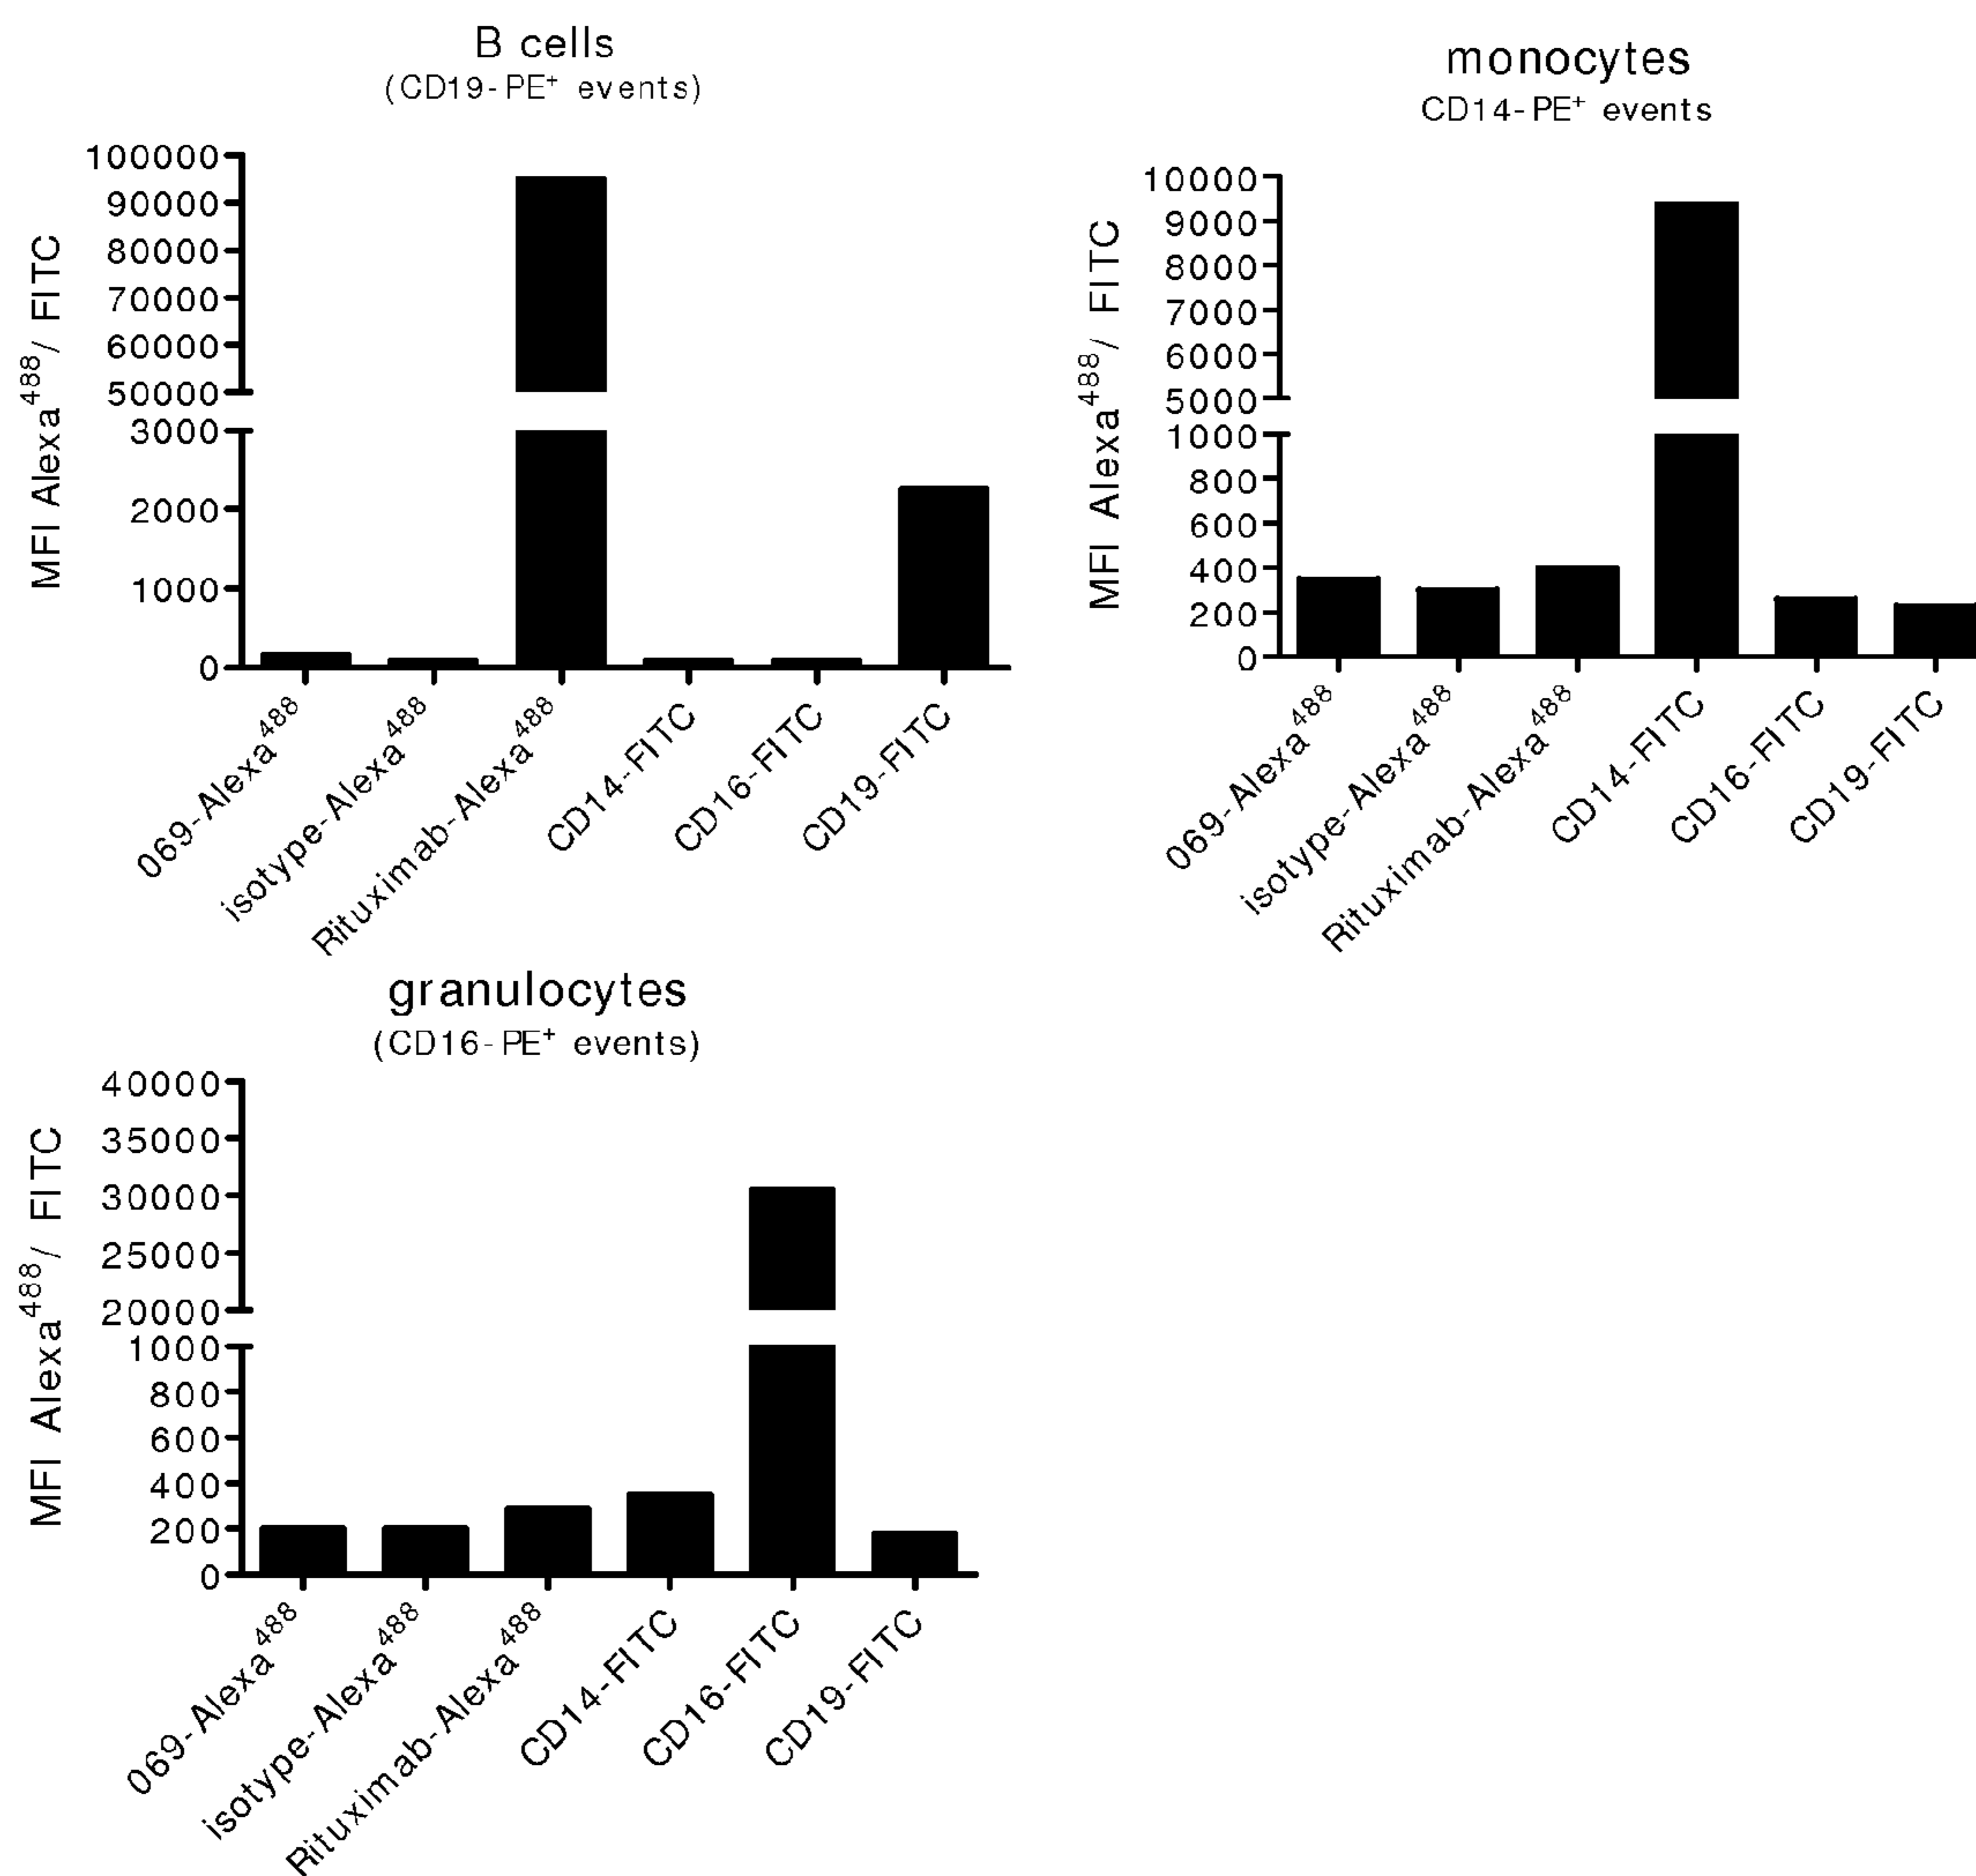 B cells
(CD19-PE⁺ events)
MFI Alexa⁴⁸⁸/ FITC
100000
90000
80000
70000
60000
50000
3000
2000
1000
0
069-Alexa⁴⁸⁸
isotype-Alexa⁴⁸⁸
Rituximab-Alexa⁴⁸⁸
CD14-FITC
CD16-FITC
CD19-FITC
monocytes
CD14-PE⁺ events
MFI Alexa⁴⁸⁸/ FITC
10000
9000
8000
7000
6000
5000
1000
800
600
400
200
0
069-Alexa⁴⁸⁸
isotype-Alexa⁴⁸⁸
Rituximab-Alexa⁴⁸⁸
CD14-FITC
CD16-FITC
CD19-FITC
granulocytes
(CD16-PE⁺ events)
MFI Alexa⁴⁸⁸/ FITC
40000
35000
30000
25000
20000
1000
800
600
400
200
0
069-Alexa⁴⁸⁸
isotype-Alexa⁴⁸⁸
Rituximab-Alexa⁴⁸⁸
CD14-FITC
CD16-FITC
CD19-FITC